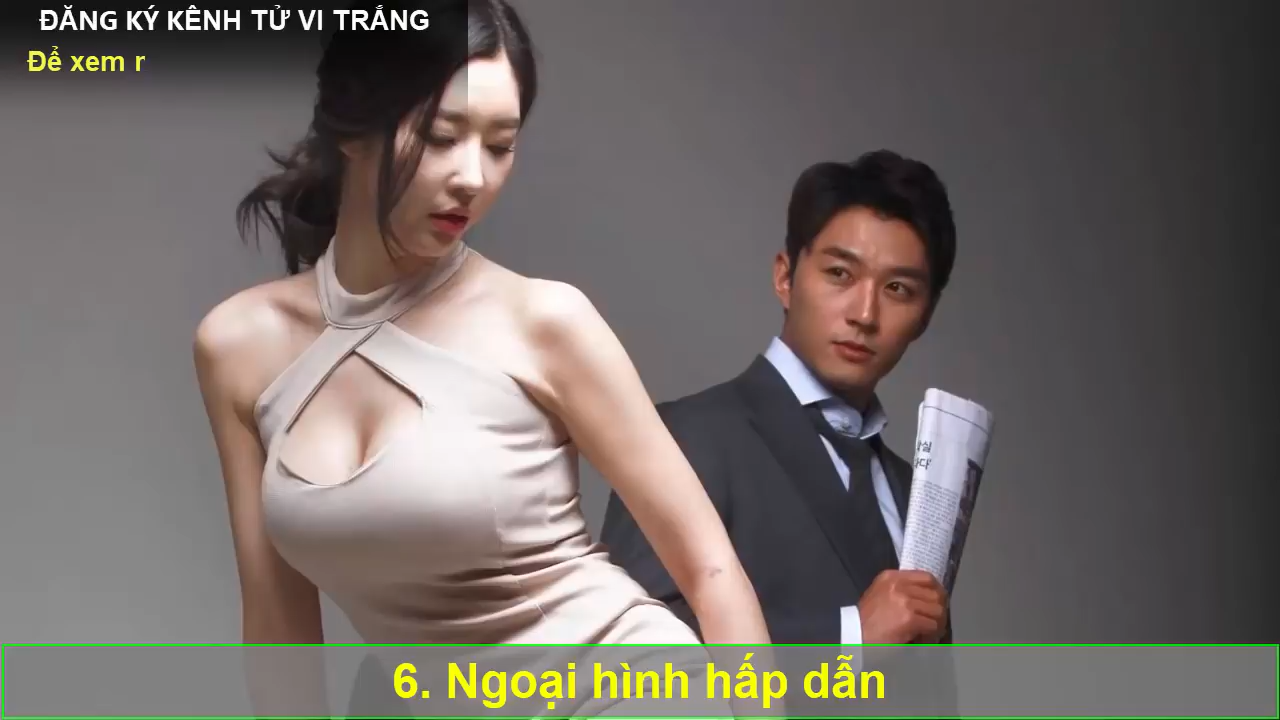 ĐĂNG KÝ KÊNH TỬ VI TRẮNG
Để xem r
6. Ngoại hình hấp dẫn